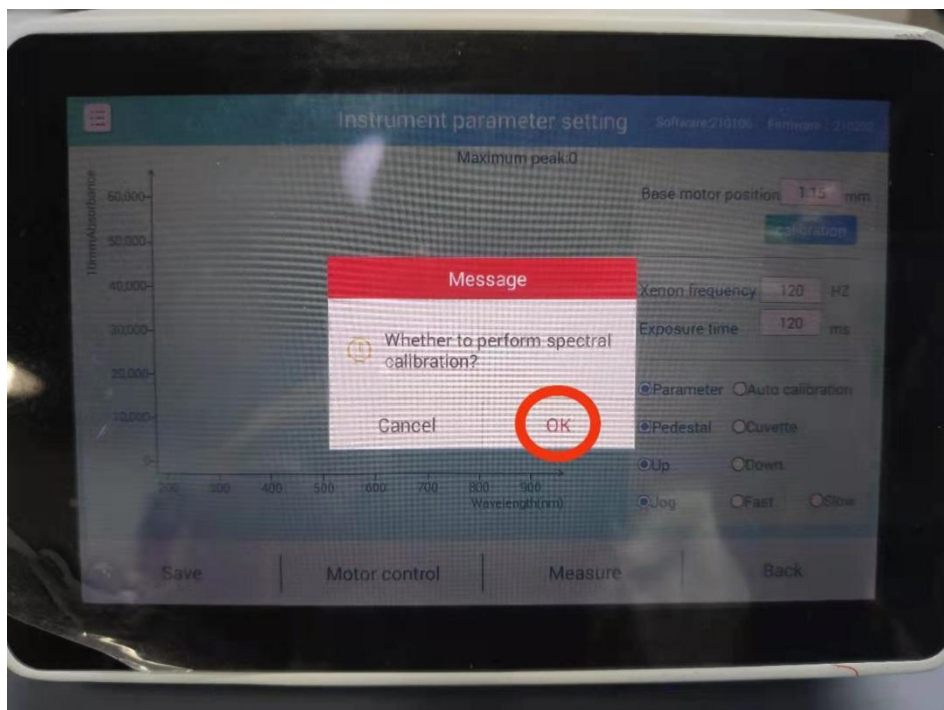 Instrument parameter setting
Maximum peak:0
10mmAbsorbance
60,000
50,000
40,000
30,000
20,000
10,000
0
200 300 400 500 600 700 800 900
Wavelength(nm)
Base motor position 1.15 mm
calibration
Xenon frequency 120 HZ
Exposure time 120 ms
Parameter Auto calibration
Pedestal Cuvette
Up Down
Jog Fast Slow
Message
Whether to perform spectral
calibration?
Cancel OK
Save Motor control Measure Back